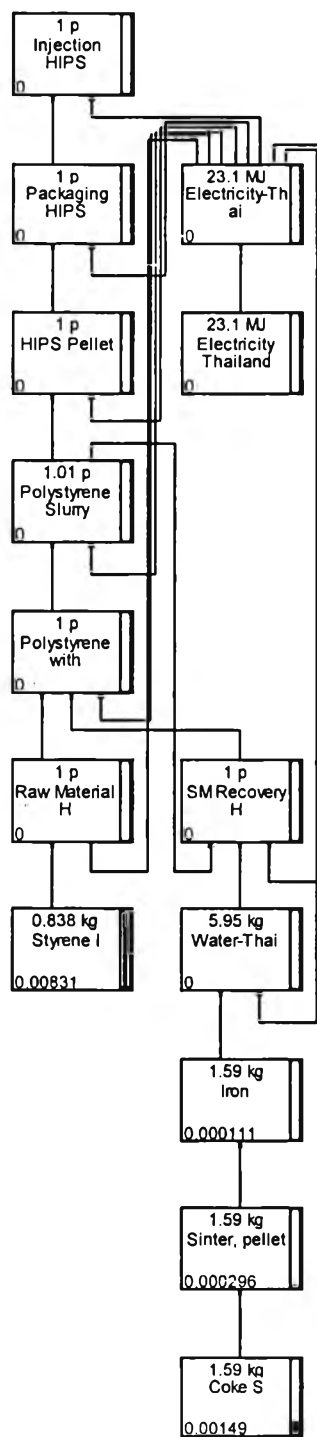 1 p
Injection
HIPS
0
1 p
Packaging
HIPS
0
23.1 MJ
Electricity-Th
ai
0
1 p
HIPS Pellet
0
23.1 MJ
Electricity
Thailand
0
1.01 p
Polystyrene
Slurry
0
1 p
Polystyrene
with
0
1 p
Raw Material
H
0
1 p
SM Recovery
H
0
0.838 kg
Styrene I
0.00831
5.95 kg
Water-Thai
0
1.59 kg
Iron
0.000111
1.59 kg
Sinter, pellet
0.000296
1.59 kg
Coke S
0.00149